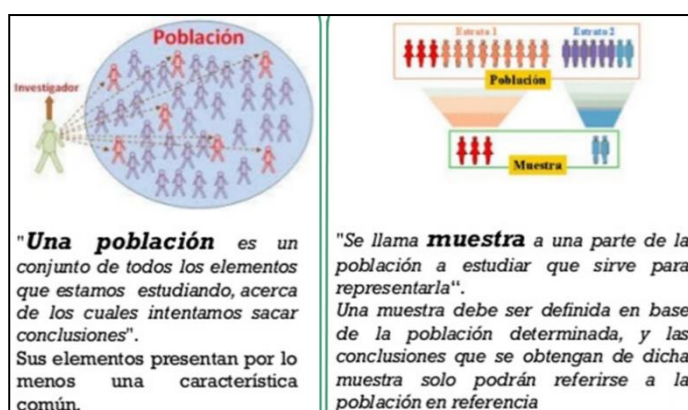 Población
Investigador
"Una población es un
conjunto de todos los elementos
que estamos estudiando, acerca
de los cuales intentamos sacar
conclusiones".
Sus elementos presentan por lo
menos una característica
común.
Estrato 1 Estrato 2
Población
Muestra
"Se llama muestra a una parte de la
población a estudiar que sirve para
representarla“.
Una muestra debe ser definida en base
de la población determinada, y las
conclusiones que se obtengan de dicha
muestra solo podrán referirse a la
población en referencia